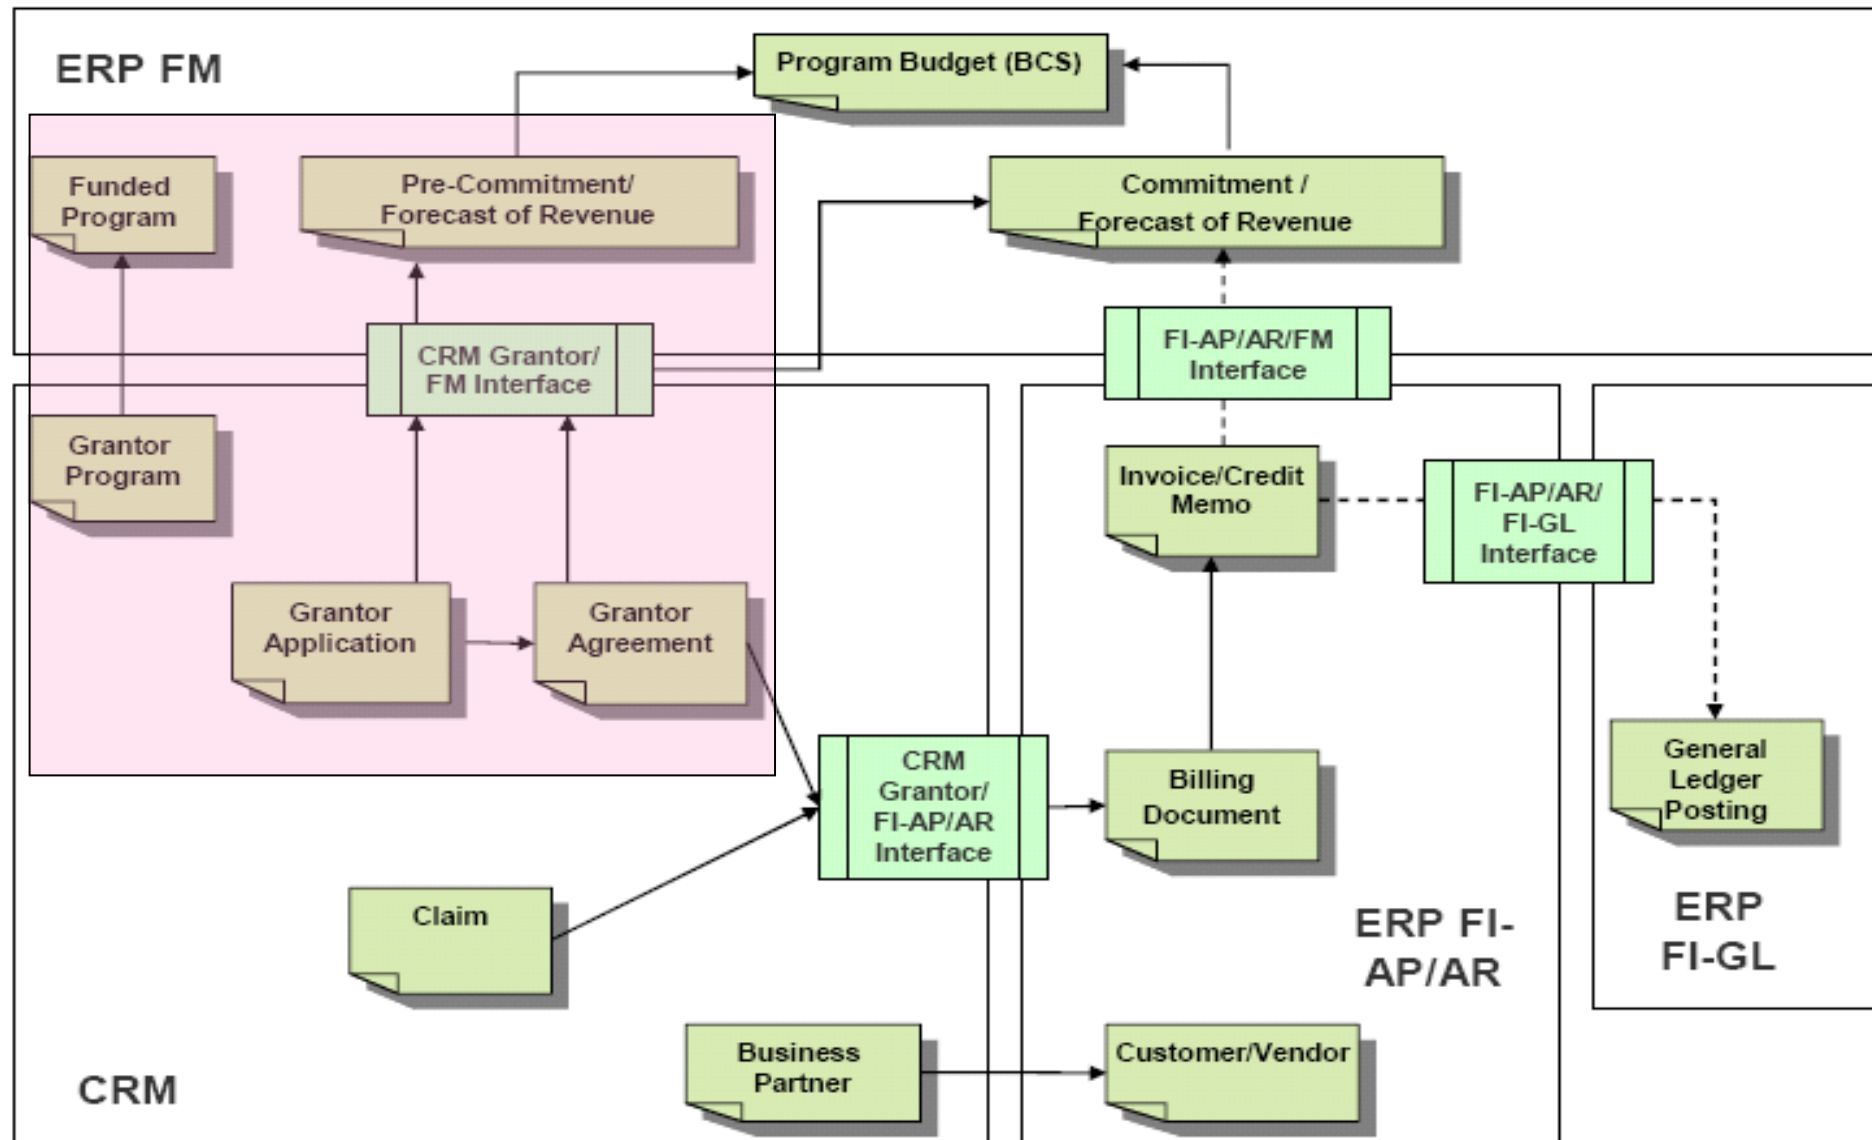 ERP FM
Program Budget (BCS)
Funded
Program
Pre-Commitment/
Forecast of Revenue
Commitment /
Forecast of Revenue
CRM Grantor/
FM Interface
FI-AP/AR/FM
Interface
Grantor
Program
Invoice/Credit
Memo
FI-AP/AR/
FI-GL
Interface
Grantor
Application
Grantor
Agreement
CRM
Grantor/
FI-AP/AR
Interface
Billing
Document
General
Ledger
Posting
Claim
ERP FI-
AP/AR
ERP
FI-GL
Business
Partner
Customer/Vendor
CRM